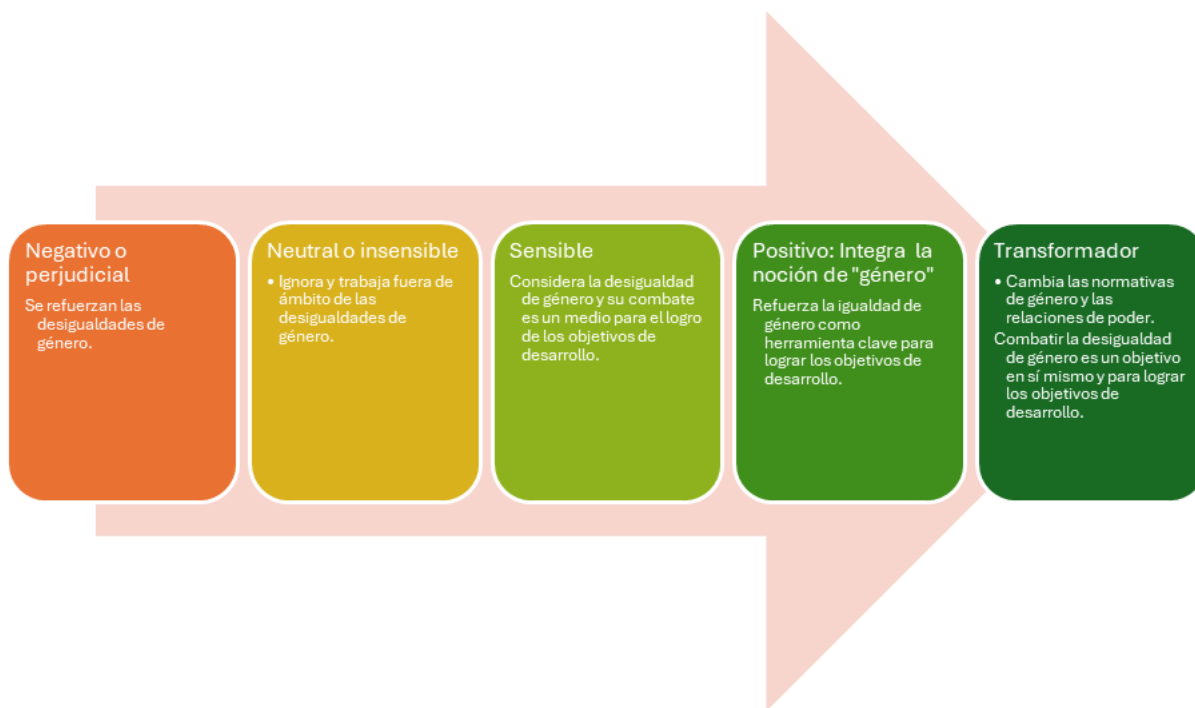 Negativo o
perjudicial
Se refuerzan las
desigualdades de
género.
Neutral o insensible
• Ignora y trabaja fuera de
ámbito de las
desigualdades de
género.
Sensible
Considera la desigualdad
de género y su combate
es un medio para el logro
de los objetivos de
desarrollo.
Positivo: Integra la
noción de "género"
Refuerza la igualdad de
género como
herramienta clave para
lograr los objetivos de
desarrollo.
Transformador
• Cambia las normativas
de género y las
relaciones de poder.
Combatir la desigualdad
de género es un objetivo
en sí mismo y para lograr
los objetivos de
desarrollo.